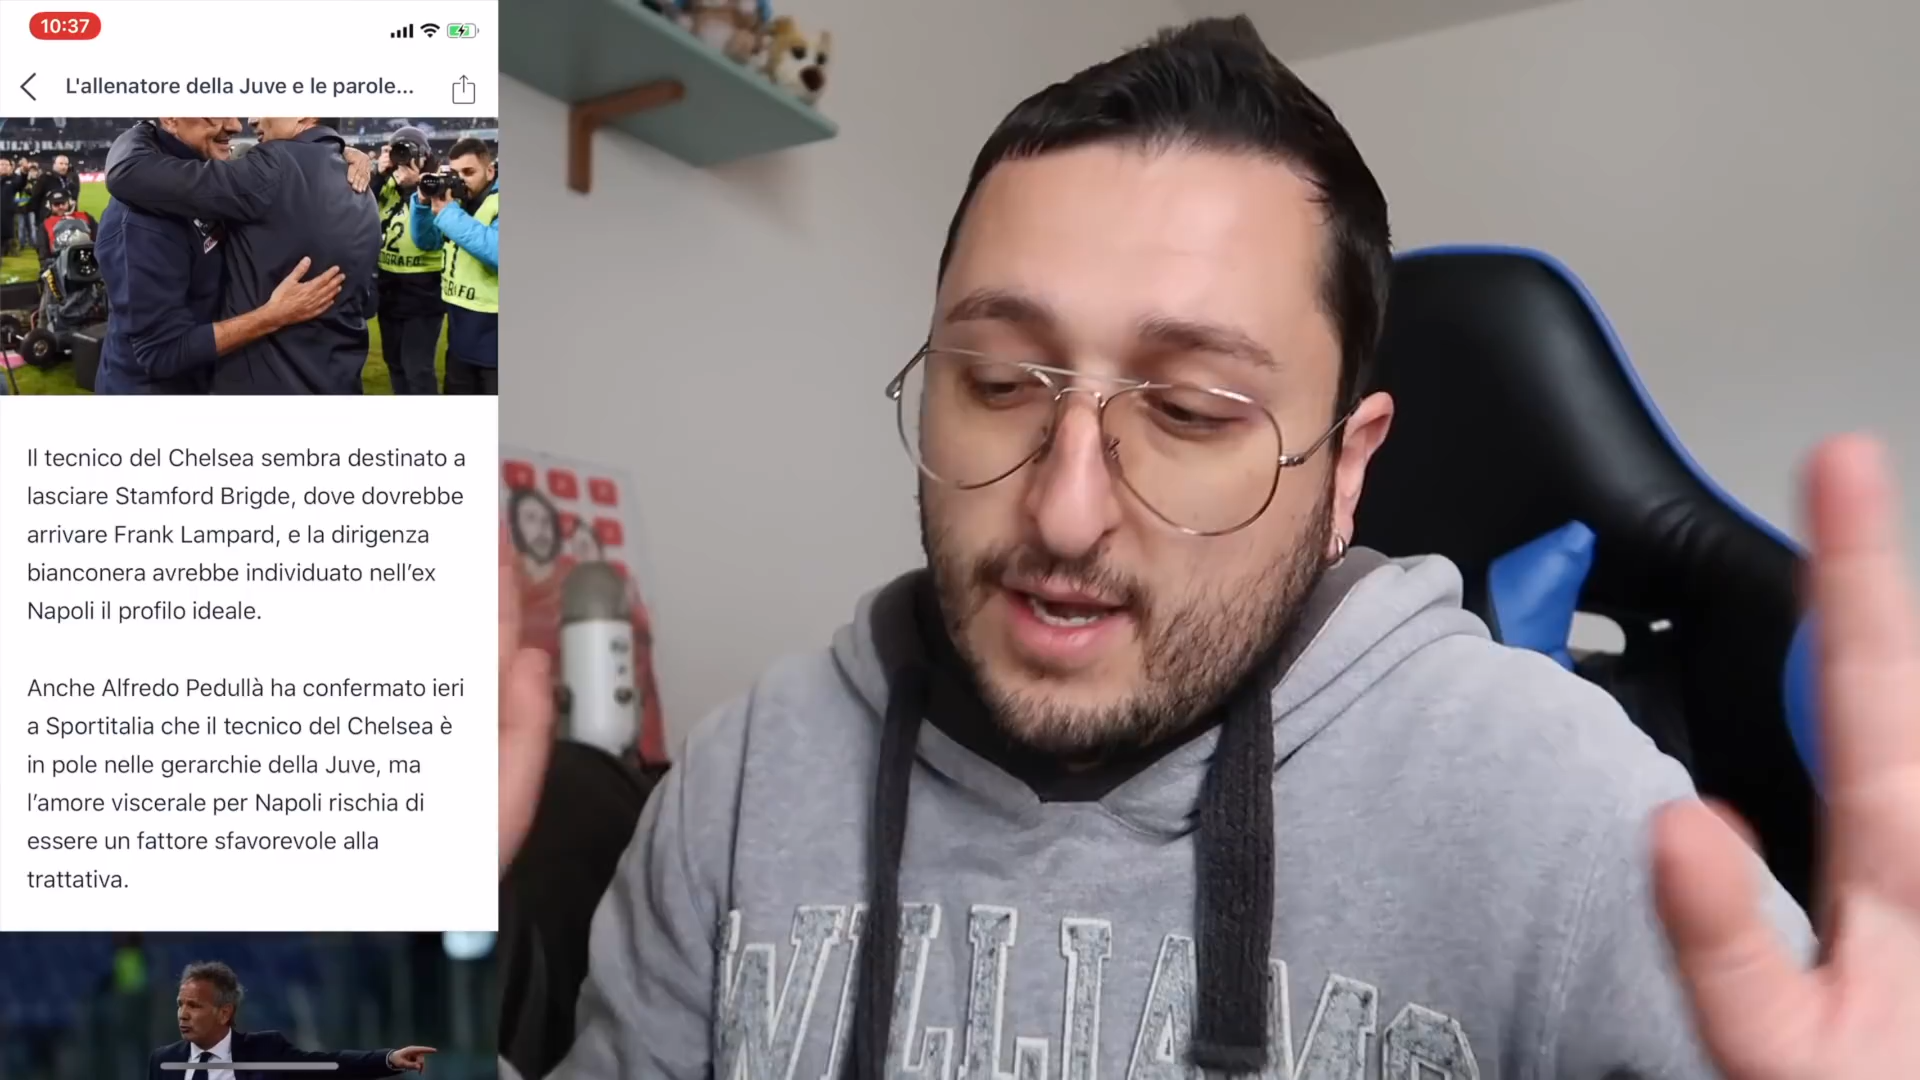 10:37
L'allenatore della Juve e le parole...
Il tecnico del Chelsea sembra destinato a
lasciare Stamford Brigde, dove dovrebbe
arrivare Frank Lampard, e la dirigenza
bianconera avrebbe individuato nell'ex
Napoli il profilo ideale.
Anche Alfredo Pedullà ha confermato ieri
a Sportitalia che il tecnico del Chelsea è
in pole nelle gerarchie della Juve, ma
l'amore viscerale per Napoli rischia di
essere un fattore sfavorevole alla
trattativa.